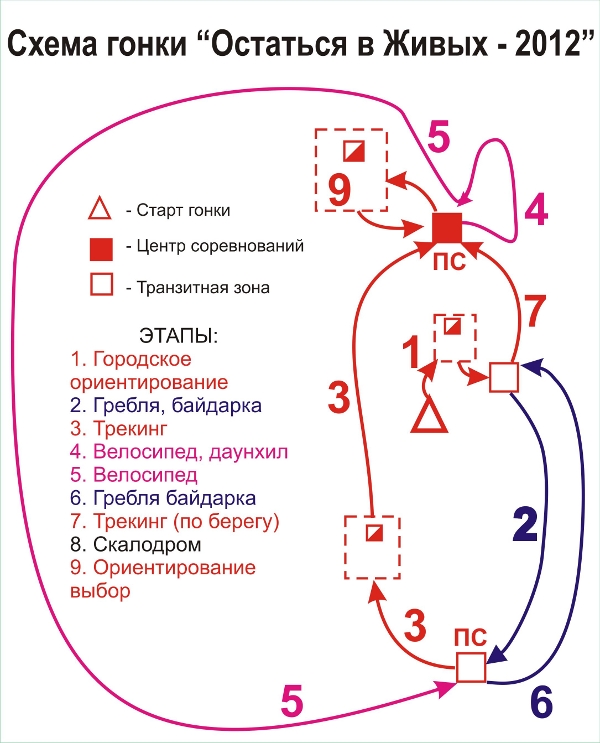 Схема гонки “Остаться в Живых - 2012”
5
9
4
- Старт гонки
- Центр соревнований
ПС
- Транзитная зона
7
ЭТАПЫ:
1
1. Городское
ориентирование
2. Гребля, байдарка
3
3. Трекинг
4. Велосипед, даунхил
5. Велосипед
6. Гребля байдарка
7. Трекинг (по берегу)
2
8. Скалодром
9. Ориентирование
выбор
3
ПС
5
6